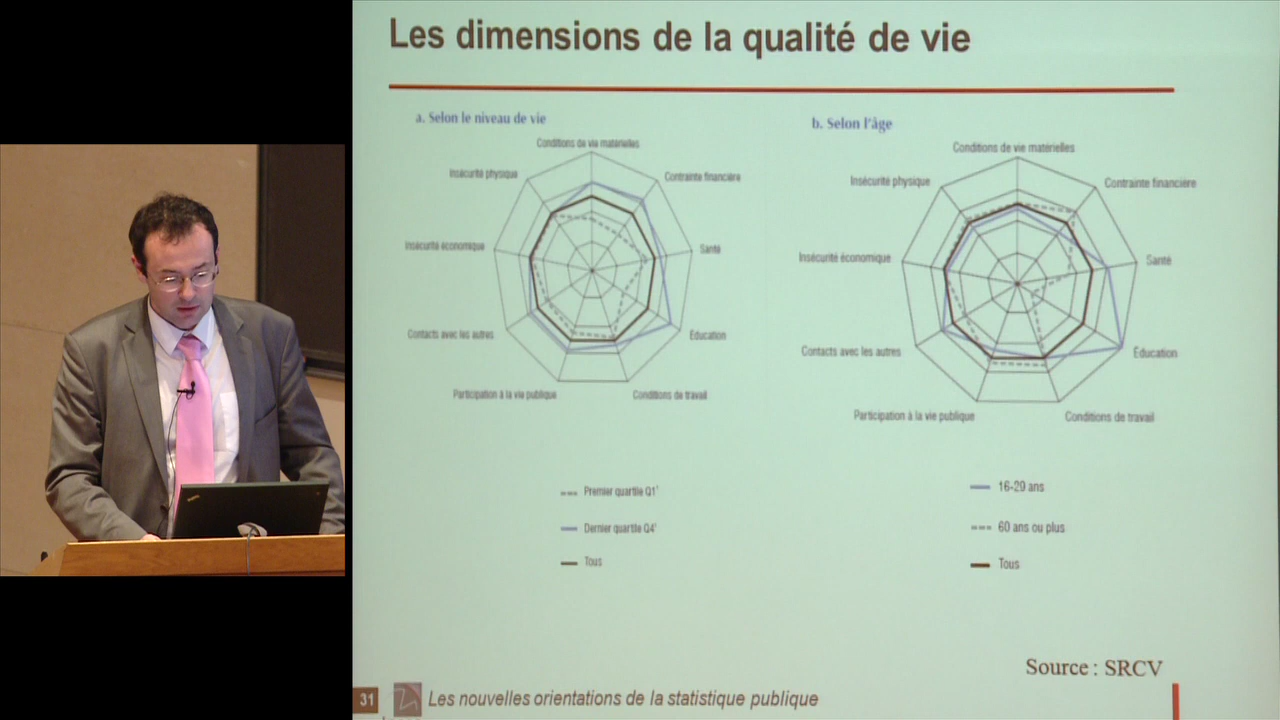 Les dimensions de la qualité de vie
a. Selon le niveau de vie
Conditions de vie matérielles
Insécurité physique
Contrainte financière
Insécurité économique
Santé
Contacts avec les autres
Éducation
Participation à la vie publique
Conditions de travail
Premier quartile Q1¹
Dernier quartile Q4¹
Tous
b. Selon l'âge
Conditions de vie matérielles
Insécurité physique
Contrainte financière
Insécurité économique
Santé
Contacts avec les autres
Éducation
Participation à la vie publique
Conditions de travail
16-29 ans
60 ans ou plus
Tous
Source : SRCV
31
Les nouvelles orientations de la statistique publique